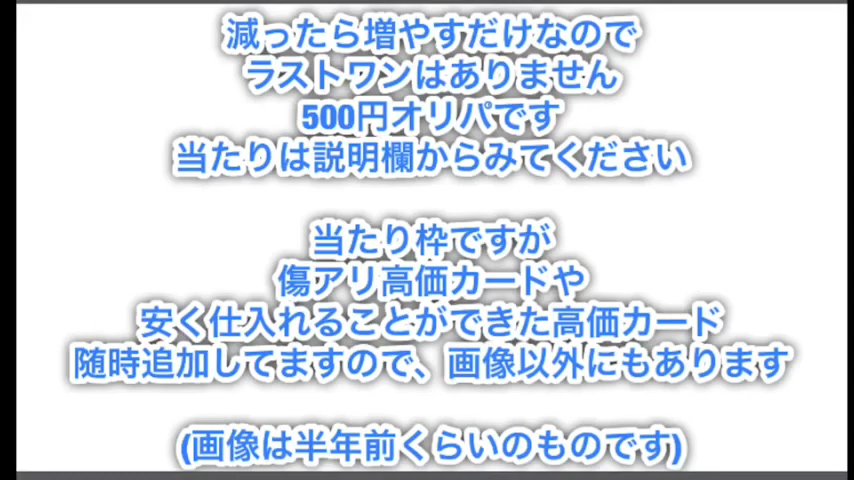 減ったら増やすだけなので
ラストワンはありません
500円オリパです
当たりは説明欄からみてください
当たり枠ですが
傷アリ高価カードや
安く仕入れることができた高価カード
随時追加してますので、画像以外にもあります
(画像は半年前くらいのものです)